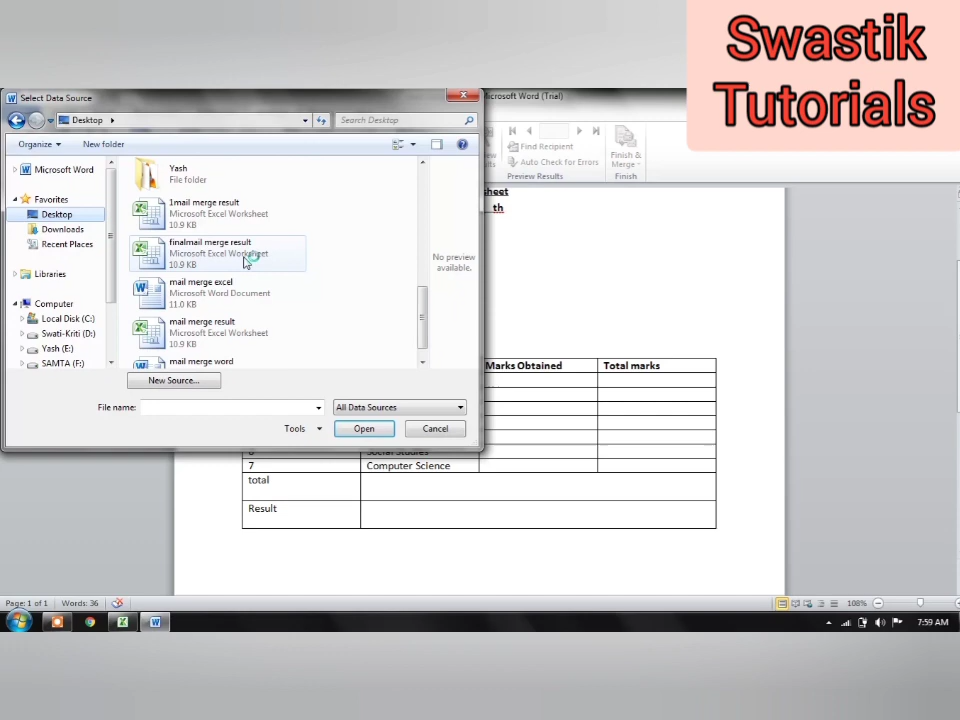 Swastik
Tutorials
Select Data Source
icrosoft Word (Trial)
Desktop
Search Desktop
Organize
New folder
Find Recipient
Auto Check for Errors
Preview Results
Finish &
Merge
Finish
Microsoft Word
Favorites
Desktop
Downloads
Recent Places
Libraries
Computer
Local Disk (C:)
Swati-Kriti (D:)
Yash (E:)
SAMTA (F:)
Yash
File folder
1mail merge result
Microsoft Excel Worksheet
10.9 KB
finalmail merge result
Microsoft Excel Worksheet
10.9 KB
mail merge excel
Microsoft Word Document
11.0 KB
mail merge result
Microsoft Excel Worksheet
10.9 KB
mail merge word
No preview
available.
New Source...
File name:
All Data Sources
Tools
Open
Cancel
th
Marks Obtained
Total marks
Social Studies
7
Computer Science
total
Result
Page: 1 of 1
Words: 36
108%
7:59 AM